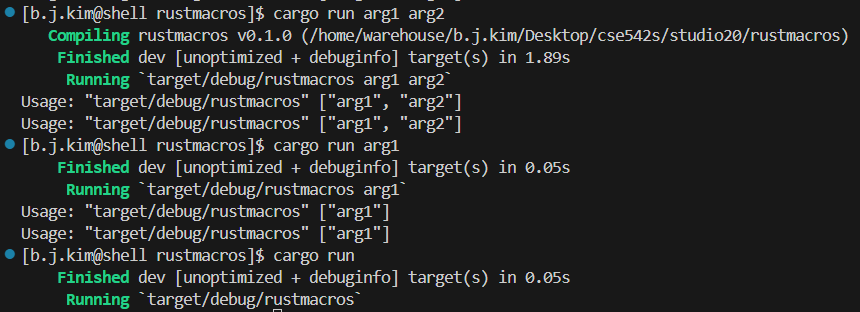 [b.j.kim@shell rustmacros]$ cargo run arg1 arg2
Compiling rustmacros v0.1.0 (/home/warehouse/b.j.kim/Desktop/cse542s/studio20/rustmacros)
Finished dev [unoptimized + debuginfo] target(s) in 1.89s
Running `target/debug/rustmacros arg1 arg2`
Usage: "target/debug/rustmacros" ["arg1", "arg2"]
Usage: "target/debug/rustmacros" ["arg1", "arg2"]
[b.j.kim@shell rustmacros]$ cargo run arg1
Finished dev [unoptimized + debuginfo] target(s) in 0.05s
Running `target/debug/rustmacros arg1`
Usage: "target/debug/rustmacros" ["arg1"]
Usage: "target/debug/rustmacros" ["arg1"]
[b.j.kim@shell rustmacros]$ cargo run
Finished dev [unoptimized + debuginfo] target(s) in 0.05s
Running `target/debug/rustmacros`